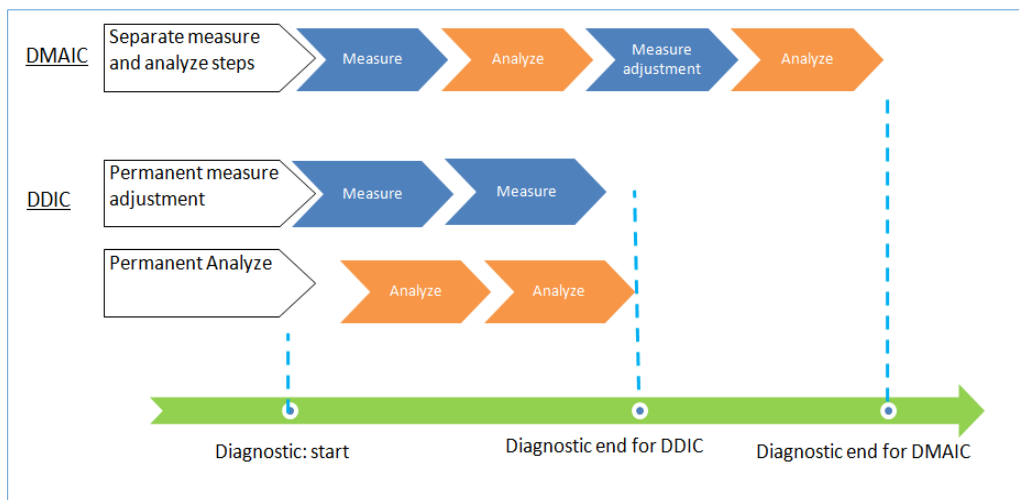 DMAIC
Separate measure
and analyze steps
Measure
Analyze
Measure
adjustment
Analyze
DDIC
Permanent measure
adjustment
Measure
Measure
Permanent Analyze
Analyze
Analyze
Diagnostic: start
Diagnostic end for DDIC
Diagnostic end for DMAIC